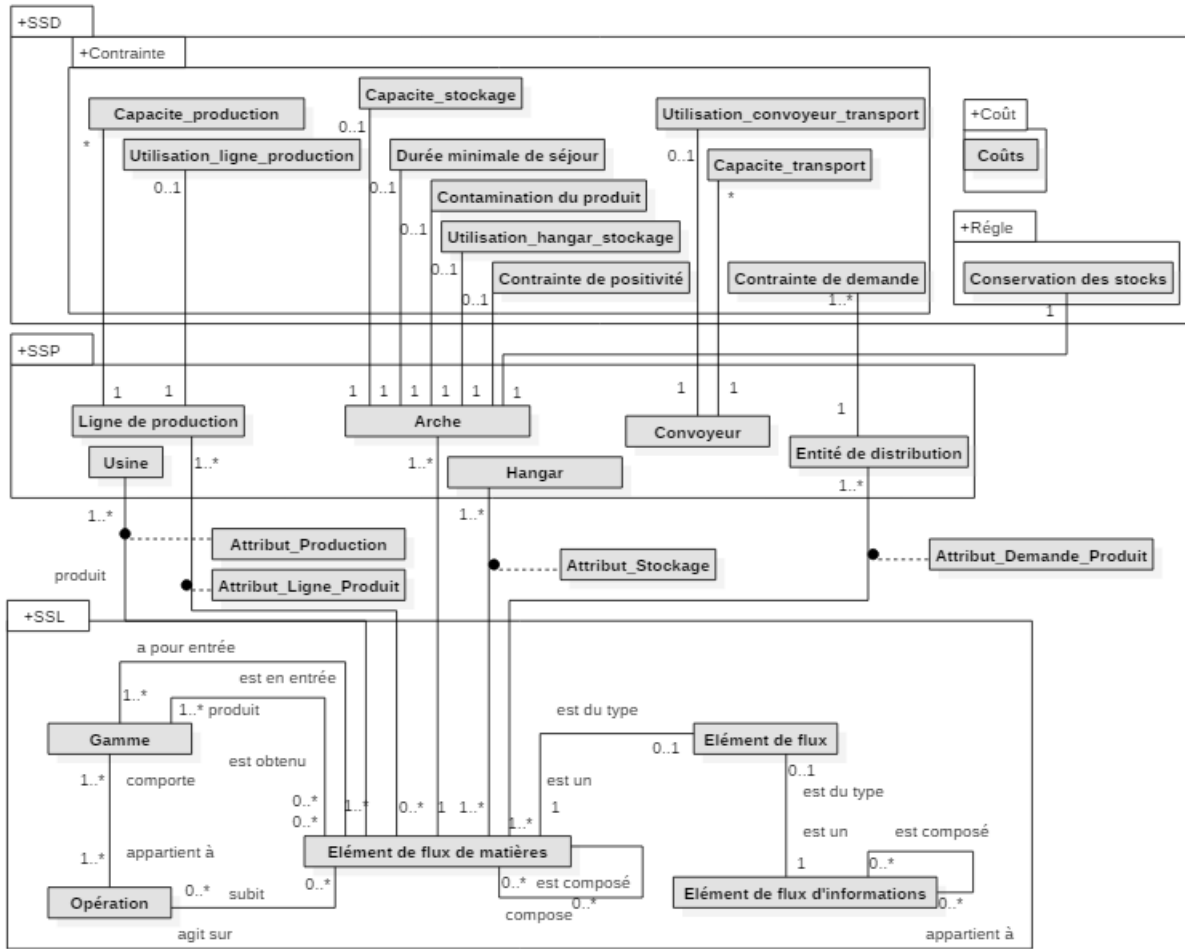 +SSD
+Contrainte
Capacite_stockage
Capacite_production
Utilisation_convoyeur_transport
+Coût
*
0..1
Utilisation_ligne_production
Durée minimale de séjour
0..1
Capacite_transport
Coûts
0..1
0..1
Contamination du produit
*
0..1
Utilisation_hangar_stockage
+Régle
0..1
Contrainte de positivité
Contrainte de demande
Conservation des stocks
0..1
1..*
1
+SSP
1
1
1
1
1
1
1
1
1
1
1
Ligne de production
Arche
Convoyeur
Usine
1..*
1..*
Hangar
Entité de distribution
1..*
1..*
1..*
Attribut_Production
Attribut_Stockage
Attribut_Demande_Produit
produit
Attribut_Ligne_Produit
+SSL
a pour entrée
est en entrée
1..*
1..* produit
est du type
Gamme
Elément de flux
0..1
est obtenu
0..1
1..*
comporte
est un
est du type
0..*
1..*
0..*
1
1..*
1
0..*
1..*
est un
est composé
Elément de flux de matières
1..*
appartient à
1
0..*
0..*
0..*
est composé
Elément de flux d'informations
0..*
subit
0..*
0..*
Opération
compose
agit sur
appartient à